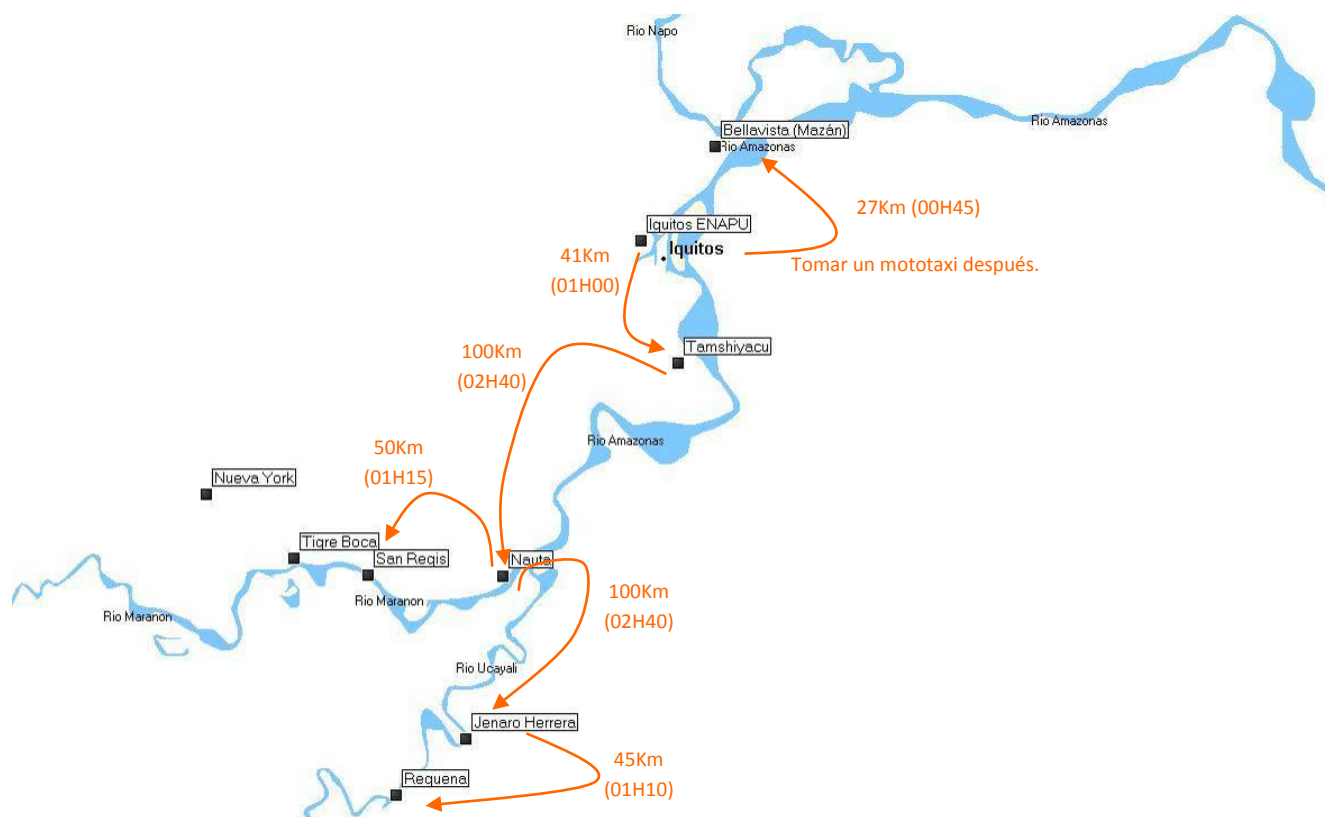 Rio Napo
Rio Amazonas
Bellavista (Mazán)
Rio Amazonas
27Km (00H45)
Iquitos ENAPU
Iquitos
41Km
(01H00)
Tomar un mototaxi después.
Tamshiyacu
100Km
(02H40)
Rio Amazonas
50Km
(01H15)
Nueva York
Tigre Boca
San Regis
Nauta
Rio Maranon
Rio Maranon
100Km
(02H40)
Rio Ucayali
Jenaro Herrera
45Km
(01H10)
Requena